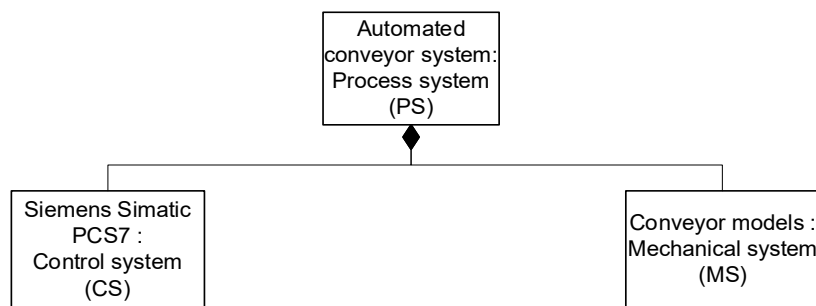 Automated
conveyor system:
Process system
(PS)
Siemens Simatic
PCS7 :
Control system
(CS)
Conveyor models :
Mechanical system
(MS)